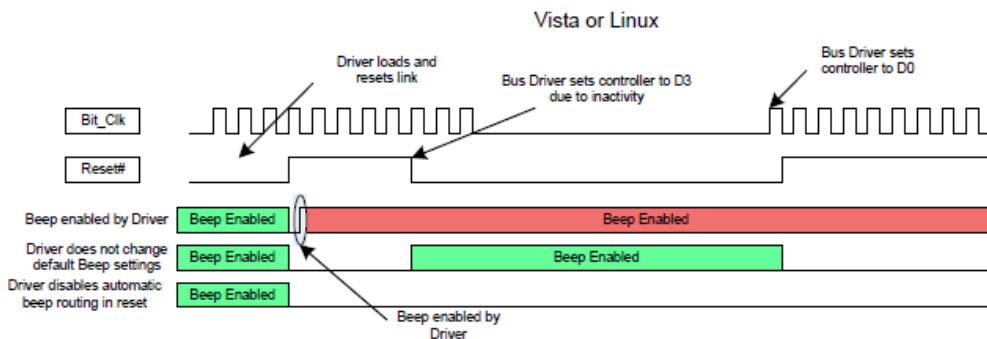 Vista or Linux
Driver loads and
resets link
Bus Driver sets controller to D3
due to inactivity
Bus Driver sets
controller to D0
Bit_Clk
Reset#
Beep enabled by Driver
Beep Enabled
Beep Enabled
Driver does not change
default Beep settings
Beep Enabled
Beep Enabled
Driver disables automatic
beep routing in reset
Beep Enabled
Beep enabled by
Driver